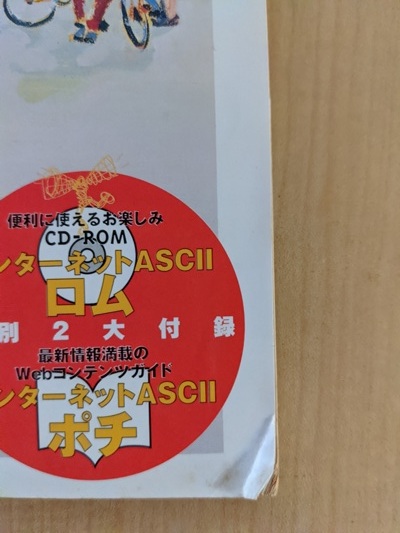 便利に使えるお楽しみ
CD-ROM
ンターネットASCII
ロム
別2大付録
最新情報満載の
Webコンテンツガイド
ンターネットASCII
ポチ